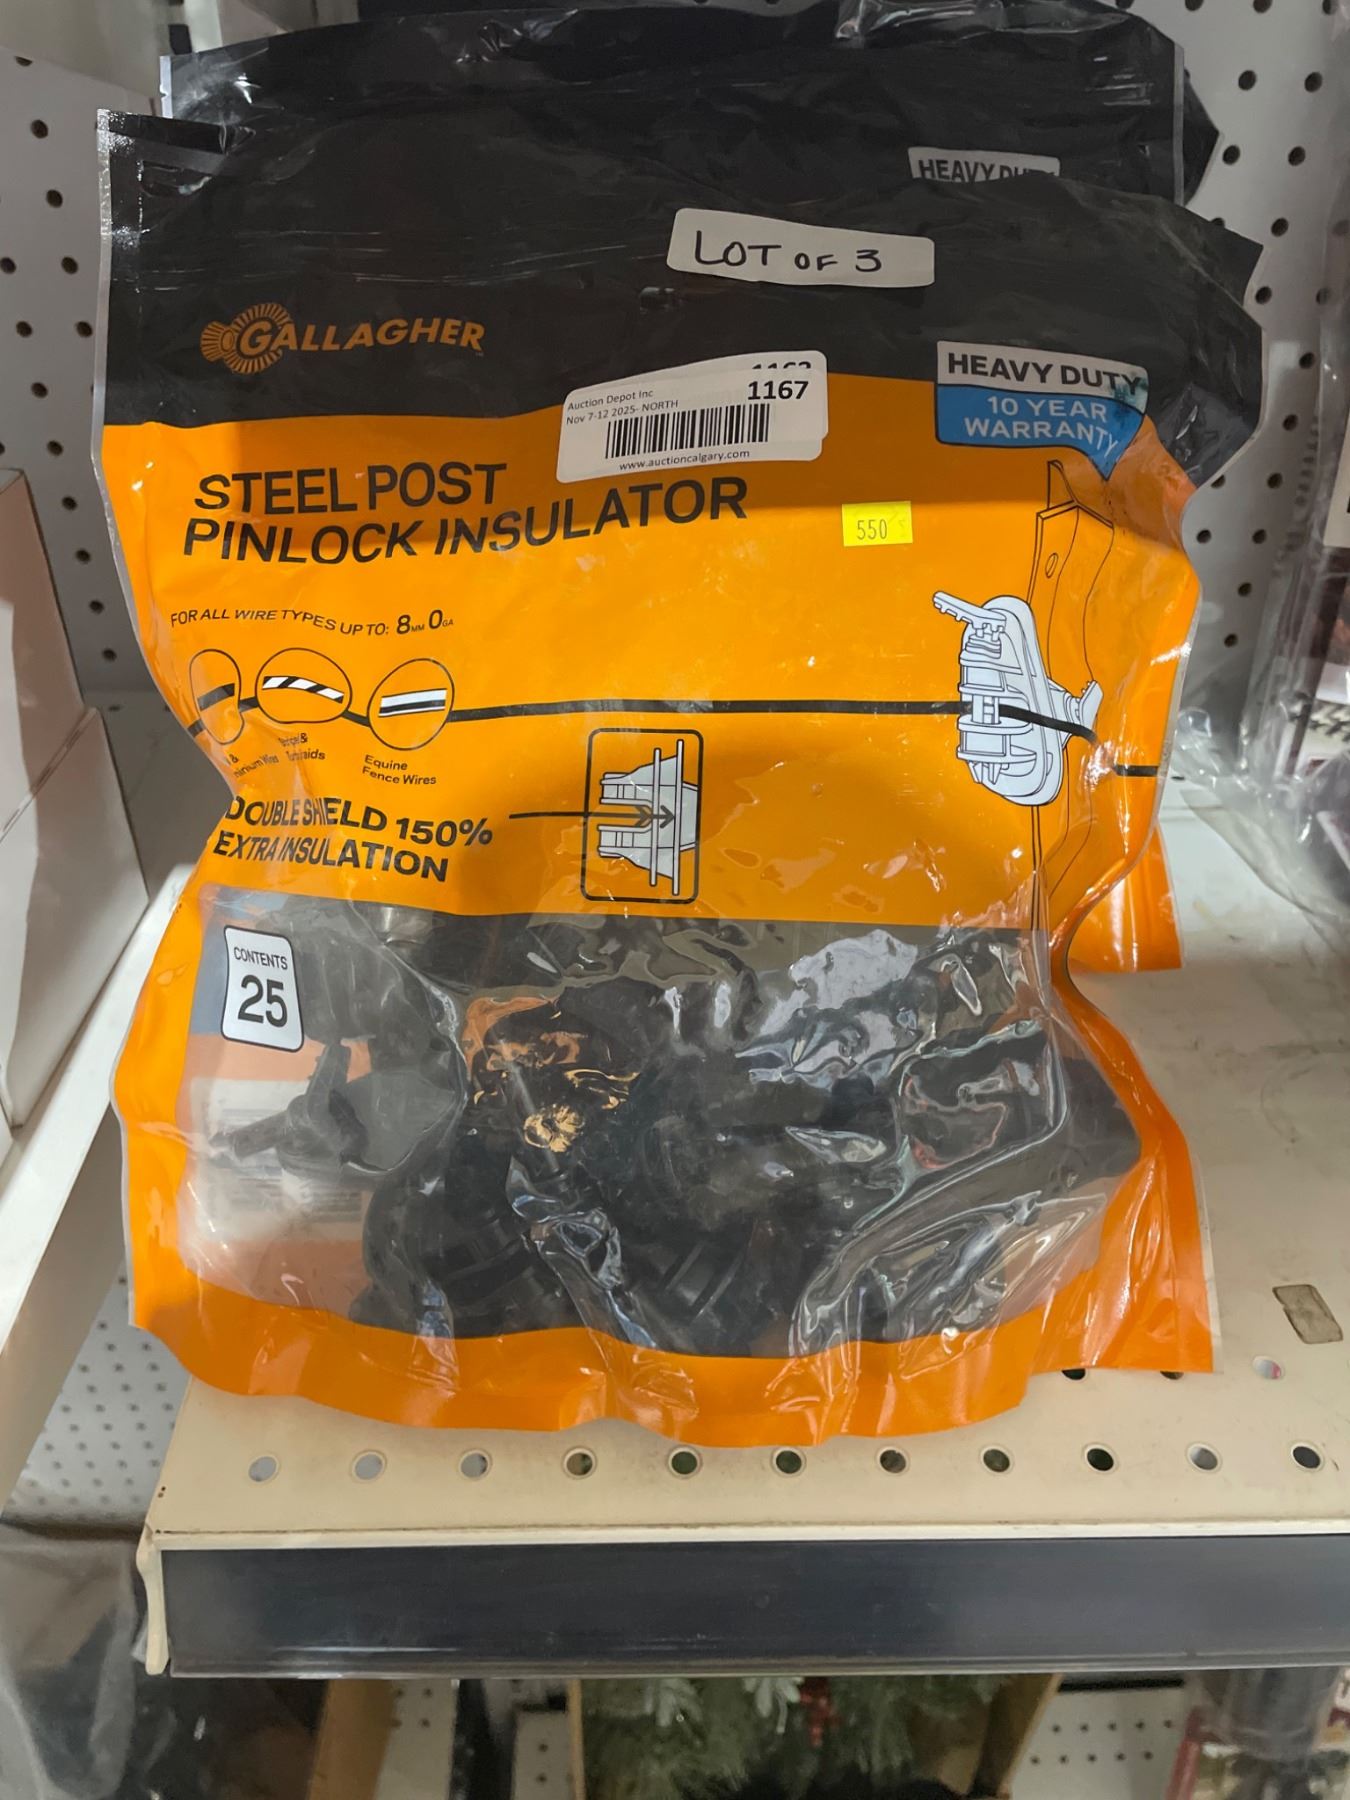 HEAVY
LOT OF 3
GALLAGHER
HEAVY DUTY
10 YEAR
WARRANTY
Auction Depot Inc
1167
Nov 7-12 2025- NORTH
www.auctioncalgary.com
STEEL POST
PINLOCK INSULATOR
550
FOR ALL WIRE TYPES UP TO: 8MM 0GA
Equine
Fence Wires
DOUBLE SHIELD 150%
EXTRA INSULATION
CONTENTS
25